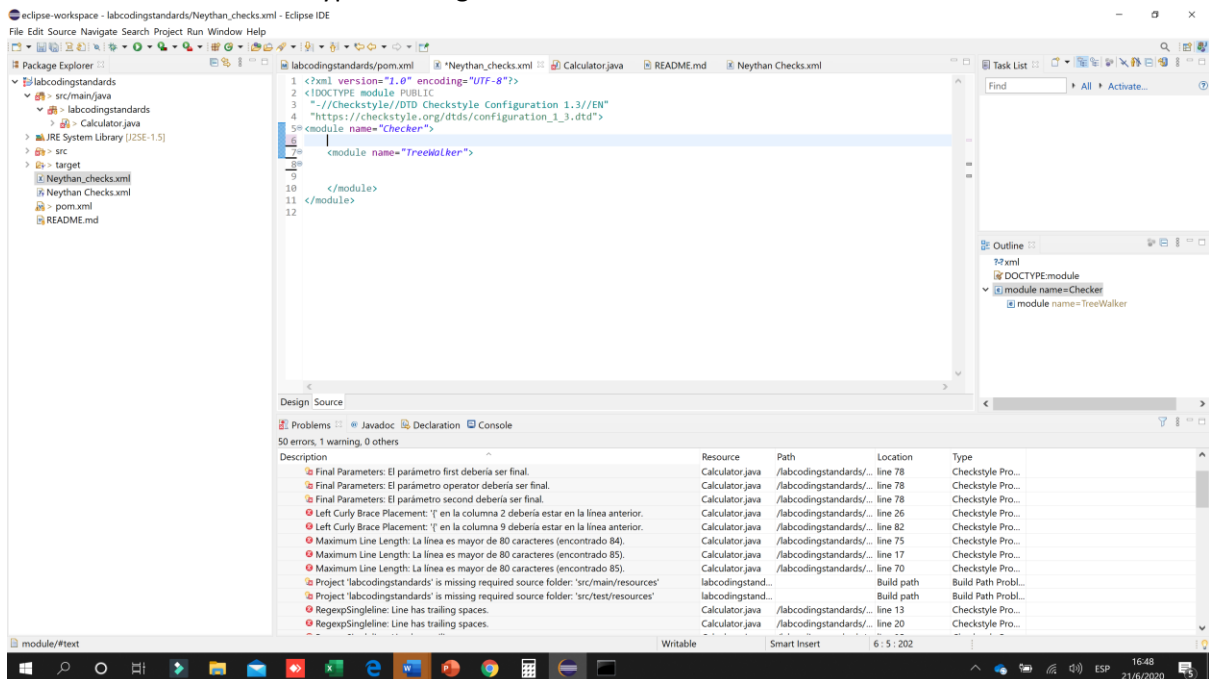 eclipse-workspace - labcodingstandards/Neythan_checks.xml - Eclipse IDE
File Edit Source Navigate Search Project Run Window Help
Package Explorer
labcodingstandards
> src/main/java
> labcodingstandards
> Calculator.java
JRE System Library [J2SE-1.5]
> src
> target
Neythan_checks.xml
Neythan Checks.xml
> pom.xml
README.md
labcodingstandards/pom.xml
*Neythan_checks.xml
Calculator.java
README.md
Neythan Checks.xml
1 <?xml version="1.0" encoding="UTF-8"?>
2 <!DOCTYPE module PUBLIC
3 "-//Checkstyle//DTD Checkstyle Configuration 1.3//EN"
4 "https://checkstyle.org/dtds/configuration_1_3.dtd">
5 <module name="Checker">
6
7 <module name="TreeWalker">
8
9
10 </module>
11 </module>
12
Design Source
Task List
Find
All
Activate...
Outline
xml
DOCTYPE:module
module name=Checker
module name=TreeWalker
Problems Javadoc Declaration Console
50 errors, 1 warning, 0 others
Description Resource Path Location Type
Final Parameters: El parámetro first debería ser final. Calculator.java /labcodingstandards/... line 78 Checkstyle Pro...
Final Parameters: El parámetro operator debería ser final. Calculator.java /labcodingstandards/... line 78 Checkstyle Pro...
Final Parameters: El parámetro second debería ser final. Calculator.java /labcodingstandards/... line 78 Checkstyle Pro...
Left Curly Brace Placement: '{' en la columna 2 debería estar en la línea anterior. Calculator.java /labcodingstandards/... line 26 Checkstyle Pro...
Left Curly Brace Placement: '{' en la columna 9 debería estar en la línea anterior. Calculator.java /labcodingstandards/... line 82 Checkstyle Pro...
Maximum Line Length: La línea es mayor de 80 caracteres (encontrado 84). Calculator.java /labcodingstandards/... line 75 Checkstyle Pro...
Maximum Line Length: La línea es mayor de 80 caracteres (encontrado 85). Calculator.java /labcodingstandards/... line 17 Checkstyle Pro...
Maximum Line Length: La línea es mayor de 80 caracteres (encontrado 85). Calculator.java /labcodingstandards/... line 70 Checkstyle Pro...
Project 'labcodingstandards' is missing required source folder: 'src/main/resources' labcodingstand... Build path Build Path Probl...
Project 'labcodingstandards' is missing required source folder: 'src/test/resources' labcodingstand... Build path Build Path Probl...
RegexpSingleline: Line has trailing spaces. Calculator.java /labcodingstandards/... line 13 Checkstyle Pro...
RegexpSingleline: Line has trailing spaces. Calculator.java /labcodingstandards/... line 20 Checkstyle Pro...
module/#text
Writable
Smart Insert
6 : 5 : 202
ESP
16:48
21/6/2020